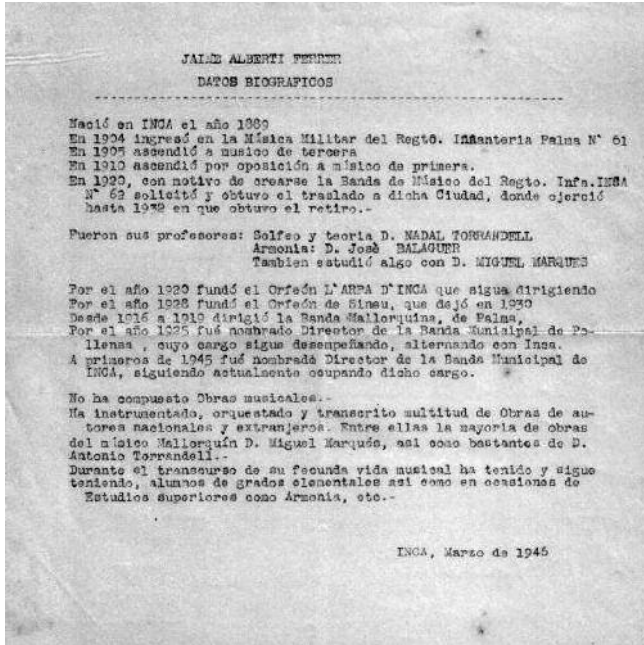 JAIME ALBERTI FERRER
DATOS BIOGRAFICOS
Nació en INCA el año 1889
En 1904 ingresó en la Música Militar del Regto. Infanteria Palma N° 61
En 1905 ascendió a musico de tercera
En 1910 ascendió por oposición a músico de primera.
En 1920, con motivo de crearse la Banda de Músico del Regto. Infa.INCA
N° 62 solicitó y obtuvo el traslado a dicha Ciudad, donde ejerció
hasta 1932 en que obtuvo el retiro.-
Fueron sus profesores: Solfeo y teoria D. NADAL TORRANDELL
Armonia: D. Josè BALAGUER
Tambien estudió algo con D. MIGUEL MARQUES
Por el año 1920 fundó el Orfeón L'ARPA D'INCA que sigue dirigiendo
Por el año 1928 fundó el Orfeón de Sineu, que dejó en 1930
Desde 1916 a 1919 dirigió la Banda Mallorquina, de Palma,
Por el año 1925 fué nombrado Director de la Banda Municipal de Po-
llensa , cuyo cargo sigue desempeñando, alternando con Inca.
A primeros de 1945 fué nombrado Director de la Banda Municipal de
INCA, siguiendo actualmente ocupando dicho cargo.
No ha compuesto Obras musicales.-
Ha instrumentado, orquestado y transcrito multitud de Obras de au-
tores nacionales y extranjeros. Entre ellas la mayoria de obras
del músico Mallorquín D. Miguel Marqués, asi como bastantes de D.
Antonio Torrandell.-
Durante el transcurso de su fecunda vida musical ha tenido y sigue
teniendo, alumnos de grados elementales asi como en ocasiones de
Estudios superiores como Armonia, etc.-
INCA, Marzo de 1946